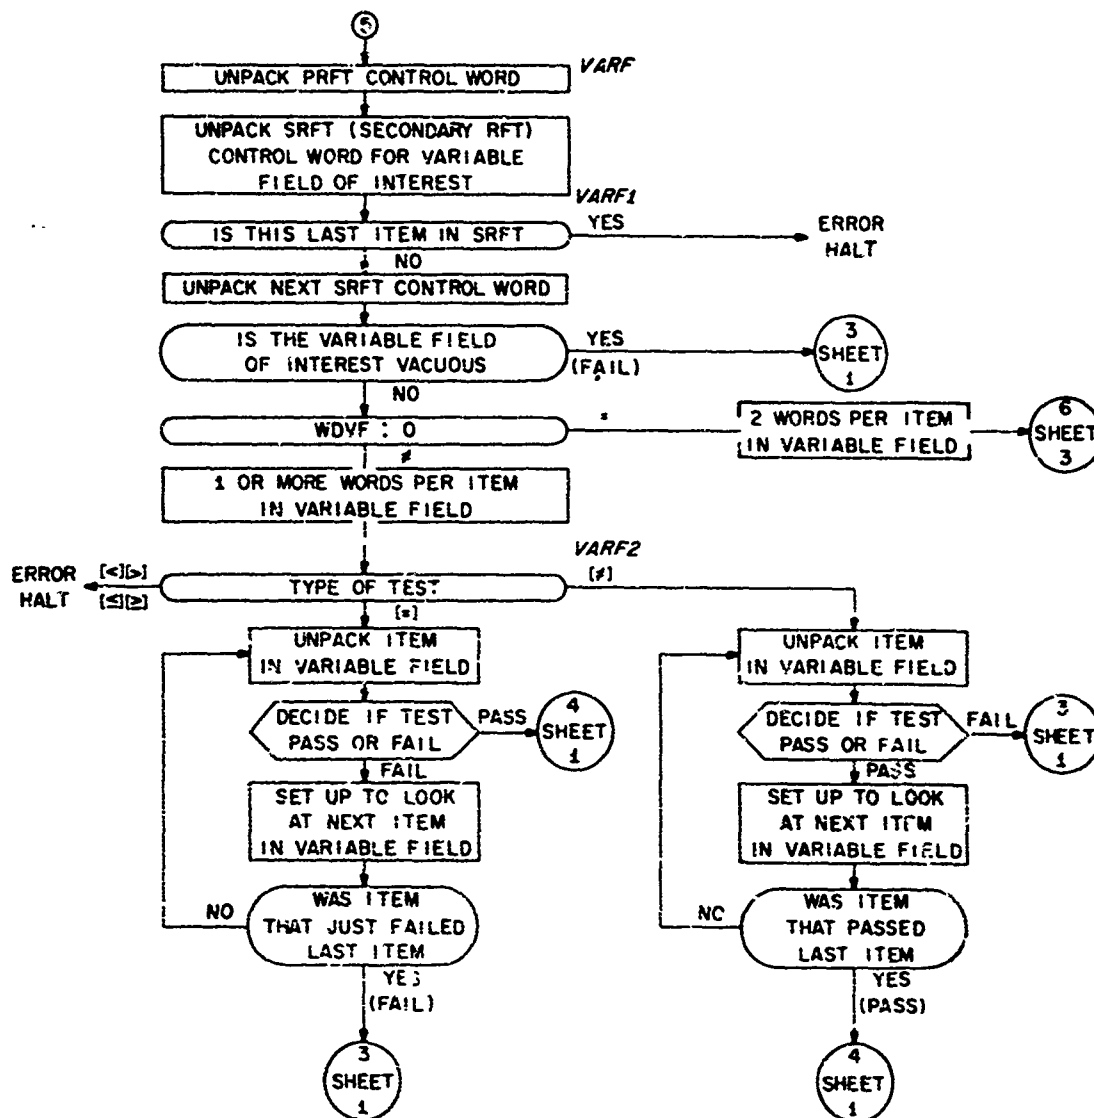 5
VARF
UNPACK PRFT CONTROL WORD
UNPACK SRFT (SECONDARY RFT)
CONTROL WORD FOR VARIABLE
FIELD OF INTEREST
VARF1
IS THIS LAST ITEM IN SRFT
YES
ERROR
HALT
NO
UNPACK NEXT SRFT CONTROL WORD
IS THE VARIABLE FIELD
OF INTEREST VACUOUS
YES
(FAIL)
3
SHEET
1
NO
WDVF : 0
=
2 WORDS PER ITEM
IN VARIABLE FIELD
6
SHEET
3
≠
1 OR MORE WORDS PER ITEM
IN VARIABLE FIELD
VARF2
ERROR
HALT
[<][>]
[≤][≥]
TYPE OF TEST
[≠]
[=]
UNPACK ITEM
IN VARIABLE FIELD
DECIDE IF TEST
PASS OR FAIL
PASS
4
SHEET
1
FAIL
SET UP TO LOOK
AT NEXT ITEM
IN VARIABLE FIELD
WAS ITEM
THAT JUST FAILED
LAST ITEM
NO
YES
(FAIL)
3
SHEET
1
UNPACK ITEM
IN VARIABLE FIELD
DECIDE IF TEST
PASS OR FAIL
FAIL
3
SHEET
1
PASS
SET UP TO LOOK
AT NEXT ITEM
IN VARIABLE FIELD
WAS ITEM
THAT PASSED
LAST ITEM
NO
YES
(PASS)
4
SHEET
1